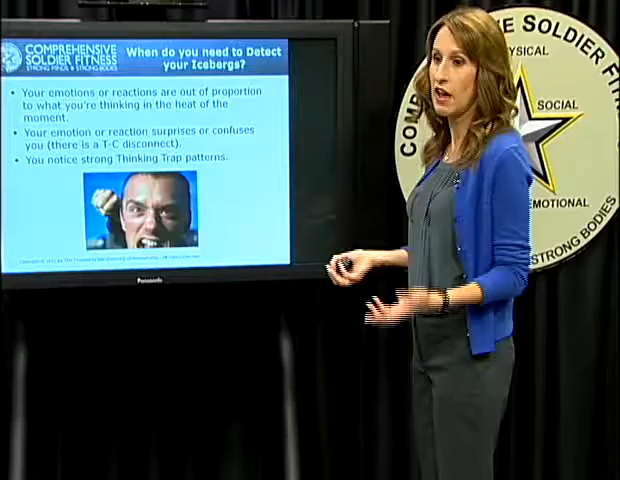 COMPREHENSIVE
SOLDIER FITNESS
STRONG MINDS ★ STRONG BODIES
When do you need to Detect
your Icebergs?
• Your emotions or reactions are out of proportion
to what you're thinking in the heat of the
moment.
• Your emotion or reaction surprises or confuses
you (there is a T-C disconnect).
• You notice strong Thinking Trap patterns.
Panasonic
SOLDIER
PHYSICAL
SOCIAL
EMOTIONAL
STRONG BODIES